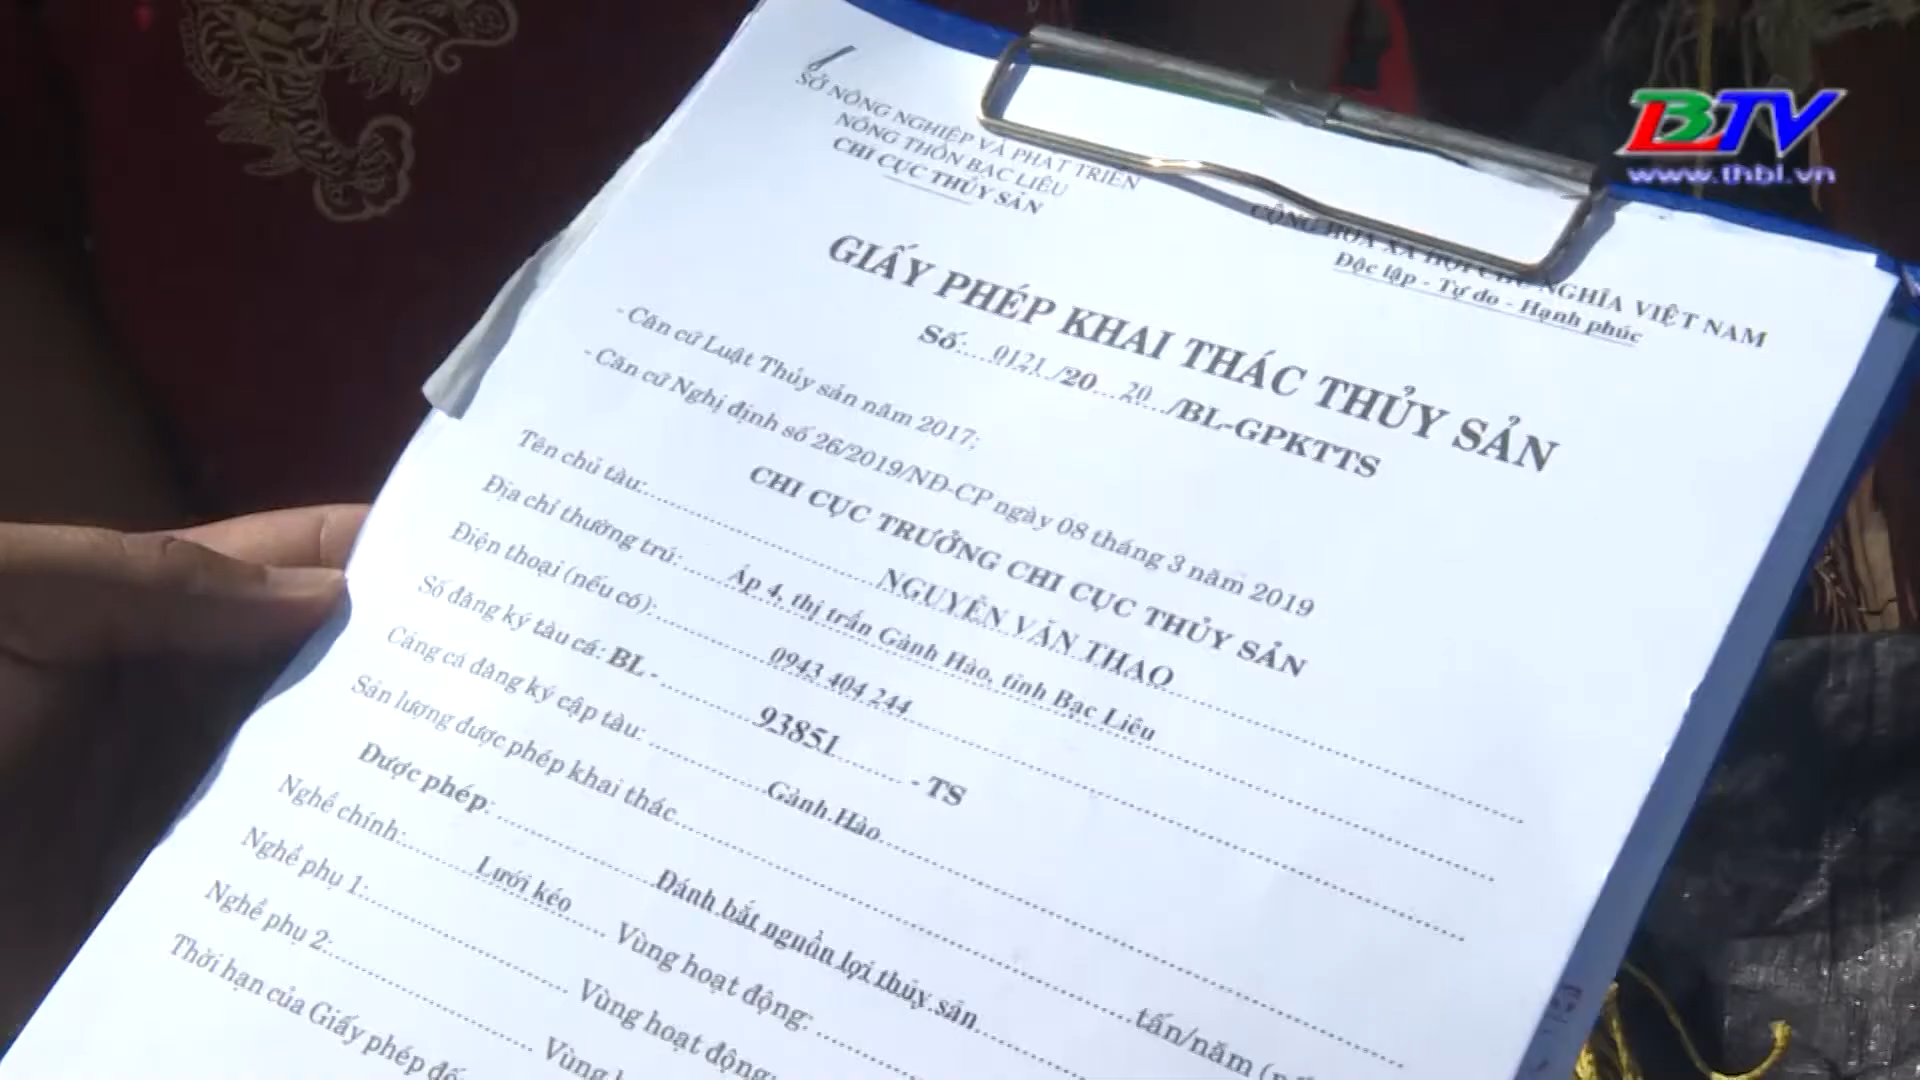 BTV
www.thbl.vn
SỞ NÔNG NGHIỆP VÀ PHÁT TRIỂN
NÔNG THÔN BẠC LIÊU
CHI CỤC THỦY SẢN
CỘNG HÒA XÃ HỘI CHỦ NGHĨA VIỆT NAM
Độc lập - Tự do - Hạnh phúc
GIẤY PHÉP KHAI THÁC THỦY SẢN
Số:....0121./20....20.../BL-GPKTTS
- Căn cứ Luật Thủy sản năm 2017;
- Căn cứ Nghị định số 26/2019/NĐ-CP ngày 08 tháng 3 năm 2019
CHI CỤC TRƯỞNG CHI CỤC THỦY SẢN
Tên chủ tàu: NGUYỄN VĂN THAO
Địa chỉ thường trú: Ấp 4, thị trấn Gành Hào, tỉnh Bạc Liêu
Điện thoại (nếu có): 0943 404 244
Số đăng ký tàu cá: BL - 93851 - TS
Cảng cá đăng ký cập tàu: Gành Hào
Sản lượng được phép khai thác tấn/năm
Được phép: Đánh bắt nguồn lợi thủy sản
Nghề chính: Lưới kéo Vùng hoạt động:
Nghề phụ 1: Vùng hoạt động:
Nghề phụ 2: Vùng
Thời hạn của Giấy phép